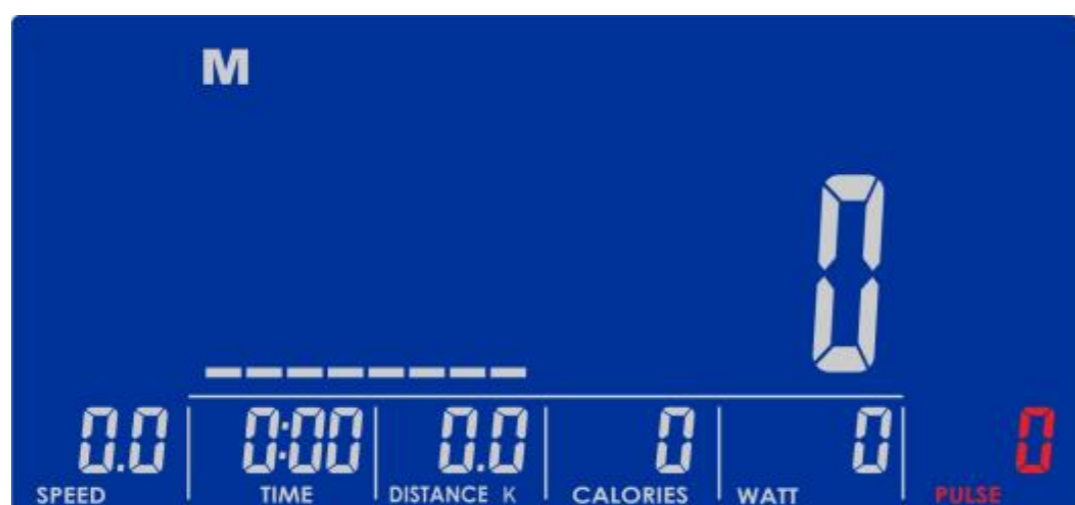 M
0
0.0 0:00 0.0 0 0 0
SPEED TIME DISTANCE K CALORIES WATT PULSE